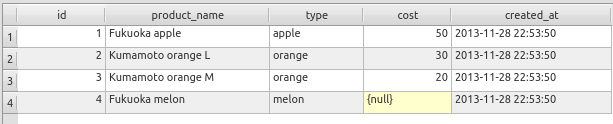 id product_name type cost created_at
1 1 Fukuoka apple apple 50 2013-11-28 22:53:50
2 2 Kumamoto orange L orange 30 2013-11-28 22:53:50
3 3 Kumamoto orange M orange 20 2013-11-28 22:53:50
4 4 Fukuoka melon melon {null} 2013-11-28 22:53:50